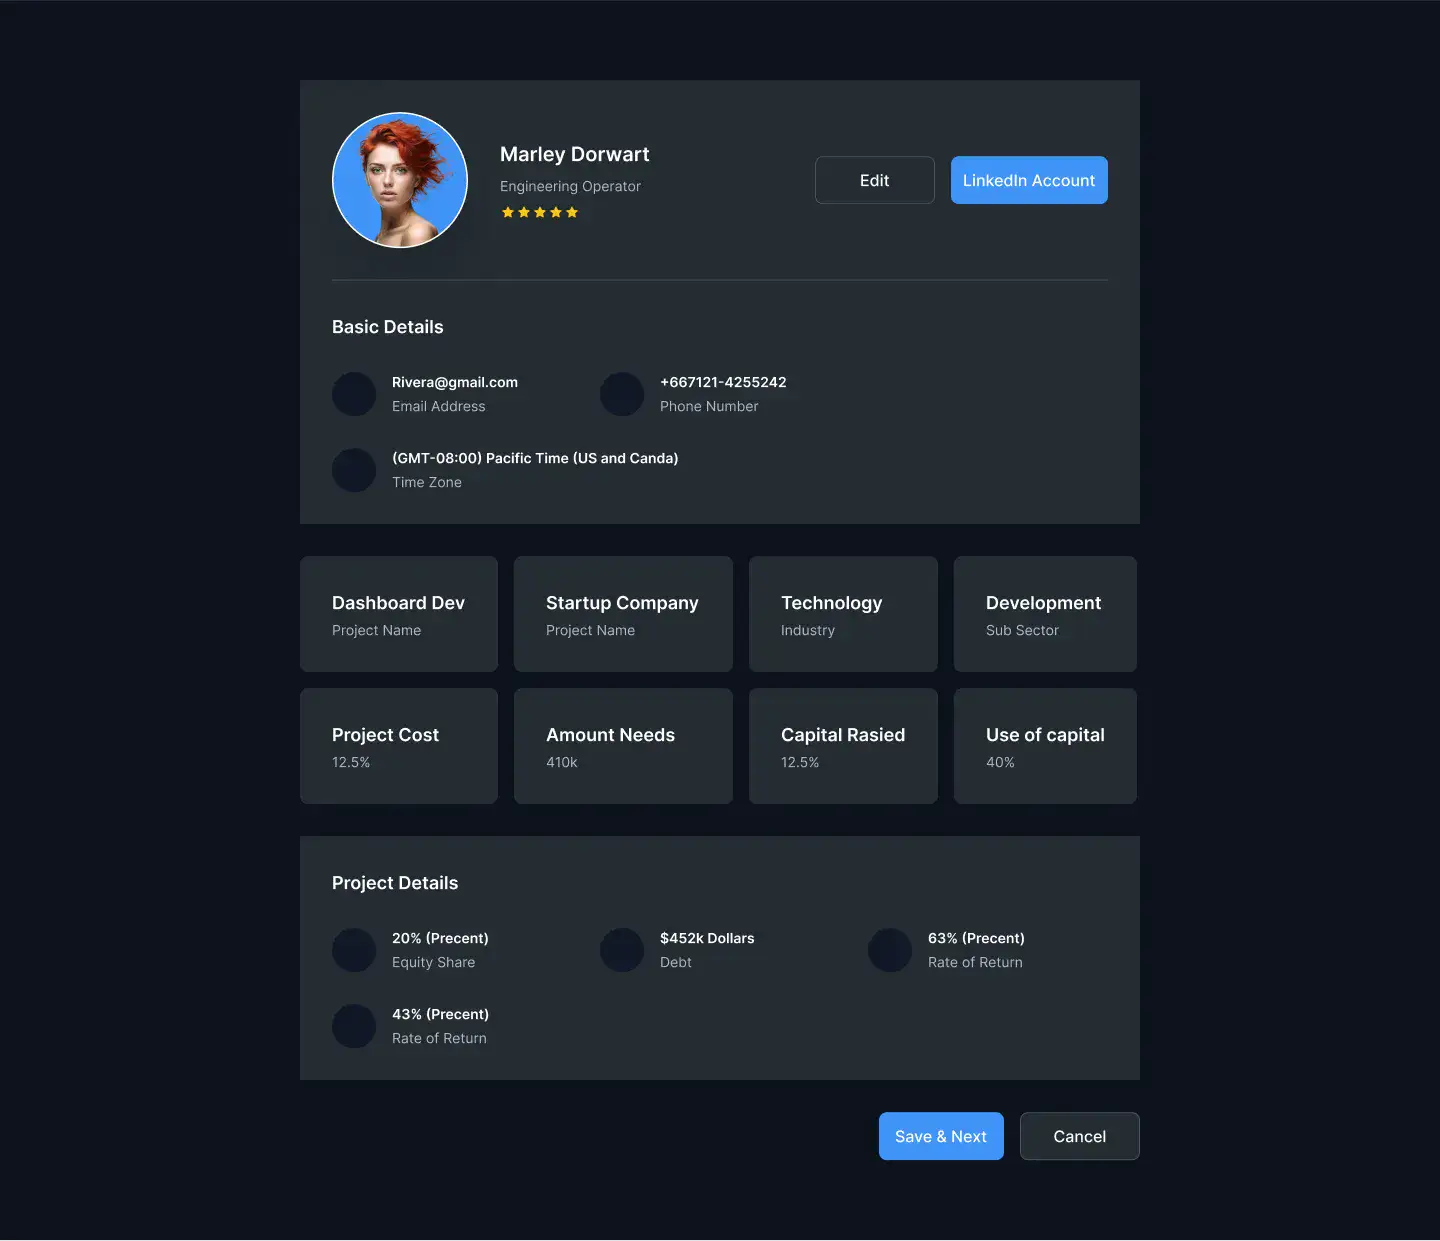 Marley Dorwart
Engineering Operator
Edit
LinkedIn Account
Basic Details
Rivera@gmail.com
Email Address
+667121-4255242
Phone Number
(GMT-08:00) Pacific Time (US and Canda)
Time Zone
Dashboard Dev
Project Name
Startup Company
Project Name
Technology
Industry
Development
Sub Sector
Project Cost
12.5%
Amount Needs
410k
Capital Rasied
12.5%
Use of capital
40%
Project Details
20% (Precent)
Equity Share
$452k Dollars
Debt
63% (Precent)
Rate of Return
43% (Precent)
Rate of Return
Save & Next
Cancel